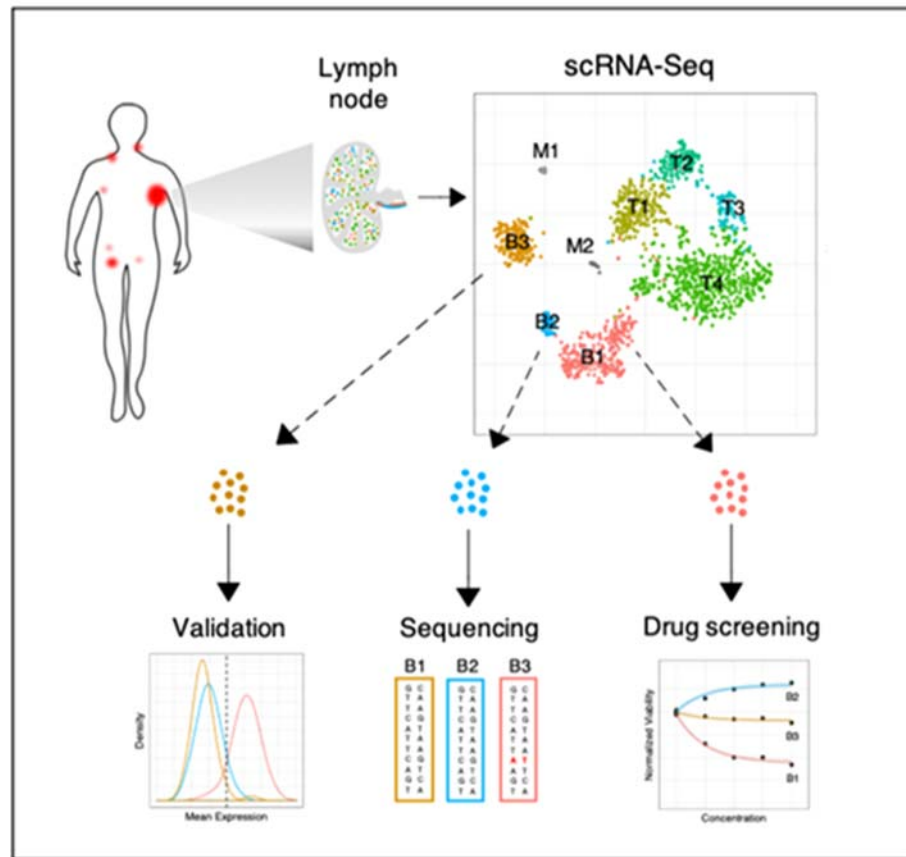 Lymph
node
scRNA-Seq
M1
T2
T1
T3
B3
M2
T4
B2
B1
Validation
Density
Mean Expression
Sequencing
B1 B2 B3
G C G C G C
T A T A T A
T A T A T A
C G C G C G
A T A T A T
T A T A T A
T A T A T A
C G C G A T
A T A T A T
G C G C G C
T A T A T A
Drug screening
Normalized Viability
B2
B3
B1
Concentration